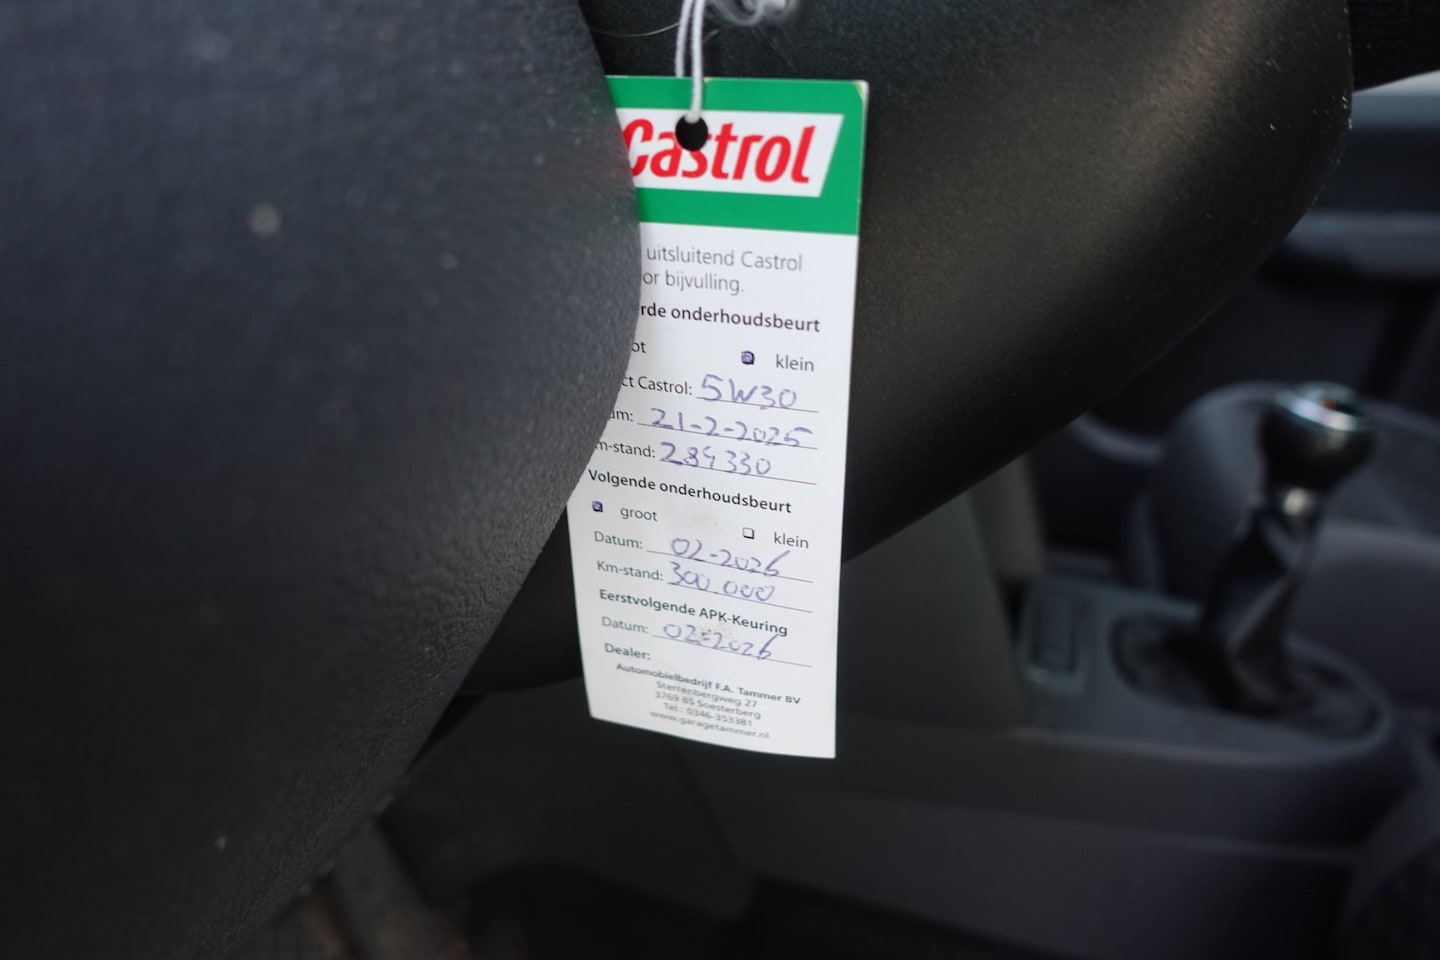 Castrol
uitsluitend Castrol
or bijvulling.
rde onderhoudsbeurt
ot klein
ct Castrol: 5W30
um: 21-2-2025
m-stand: 284330
Volgende onderhoudsbeurt
groot klein
Datum: 02-2026
Km-stand: 300.000
Eerstvolgende APK-Keuring
Datum: 02-2026
Dealer:
Automobielbedrijf F.A. Tammer BV
Sterrenbergweg 27
3769 BS Soesterberg
Tel.: 0346-353381
www.garagetammer.nl